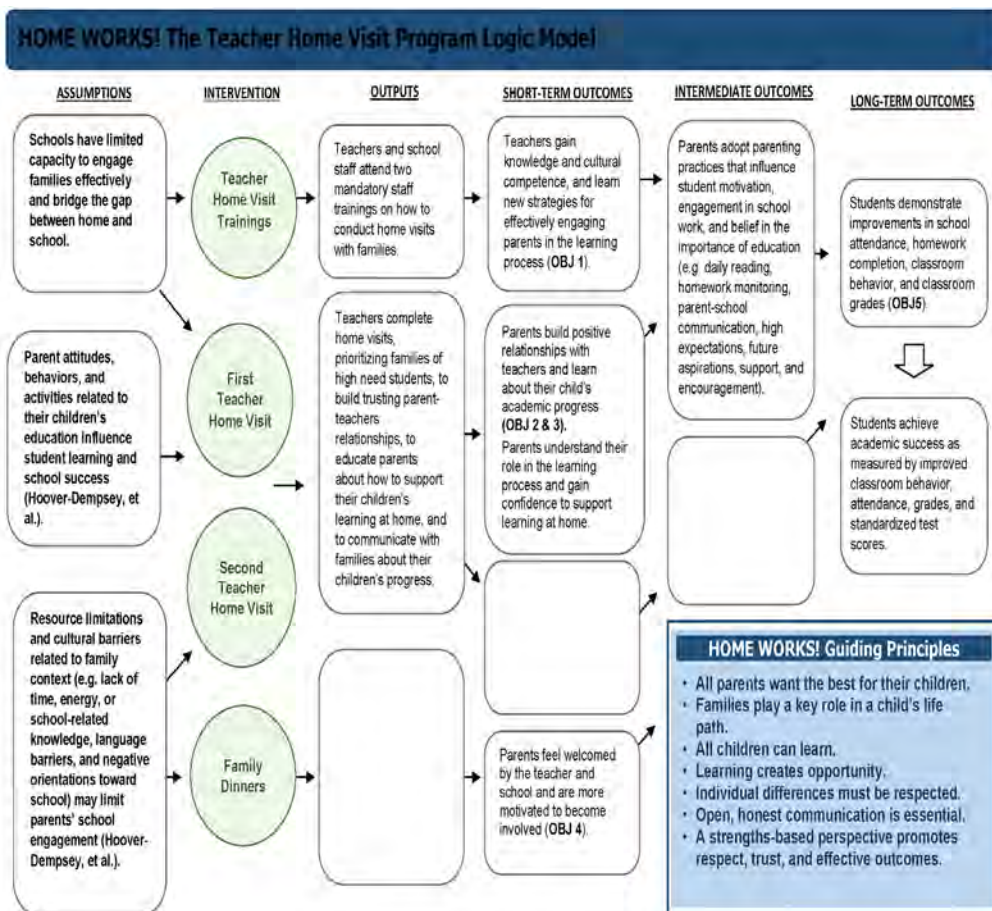 HOME WORKS! The Teacher Home Visit Program Logic Model
ASSUMPTIONS
Schools have limited
capacity to engage
families effectively
and bridge the gap
between home and
school.
Parent attitudes,
behaviors, and
activities related to
their children's
education influence
student learning and
school success
(Hoover-Dempsey, et
al.).
Resource limitations
and cultural barriers
related to family
context (e.g. lack of
time, energy, or
school-related
knowledge, language
barriers, and negative
orientations toward
school) may limit
parents' school
engagement (Hoover-
Dempsey, et al.).
INTERVENTION
Teacher
Home Visit
Trainings
First
Teacher
Home Visit
Second
Teacher
Home Visit
Family
Dinners
OUTPUTS
Teachers and school
staff attend two
mandatory staff
trainings on how to
conduct home visits
with families.
Teachers complete
home visits,
prioritizing families of
high need students, to
build trusting parent-
teachers
relationships, to
educate parents
about how to support
their children's
learning at home, and
to communicate with
families about their
children's progress.
SHORT-TERM OUTCOMES
Teachers gain
knowledge and cultural
competence, and learn
new strategies for
effectively engaging
parents in the learning
process (OBJ 1).
Parents build positive
relationships with
teachers and learn
about their child's
academic progress
(OBJ 2 & 3).
Parents understand their
role in the learning
process and gain
confidence to support
learning at home.
Parents feel welcomed
by the teacher and
school and are more
motivated to become
involved (OBJ 4).
INTERMEDIATE OUTCOMES
Parents adopt parenting
practices that influence
student motivation,
engagement in school
work, and belief in the
importance of education
(e.g daily reading,
homework monitoring,
parent-school
communication, high
expectations, future
aspirations, support, and
encouragement).
LONG-TERM OUTCOMES
Students demonstrate
improvements in school
attendance, homework
completion, classroom
behavior, and classroom
grades (OBJ5).
Students achieve
academic success as
measured by improved
classroom behavior,
attendance, grades, and
standardized test
scores.
HOME WORKS! Guiding Principles
• All parents want the best for their children.
• Families play a key role in a child's life
path.
• All children can learn.
• Learning creates opportunity.
• Individual differences must be respected.
• Open, honest communication is essential.
• A strengths-based perspective promotes
respect, trust, and effective outcomes.